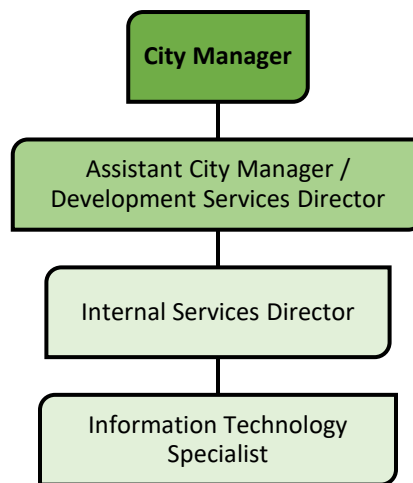 City Manager
Assistant City Manager /
Development Services Director
Internal Services Director
Information Technology
Specialist